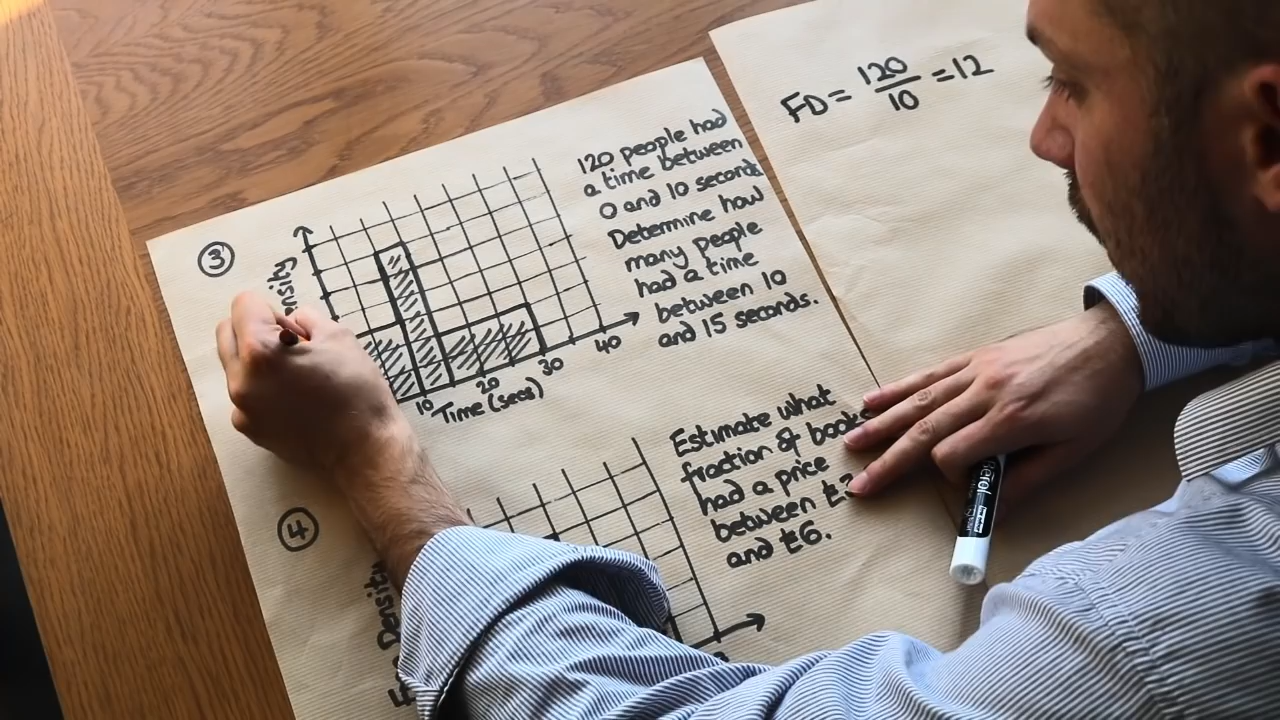 3
120 people had
a time between
0 and 10 seconds
Determine how
many people
had a time
between 10
and 15 seconds.
10
20
30
40
Time (secs)
FD = 120/10 = 12
4
Estimate what
fraction of books
had a price
between
and £6.
Density
Berol